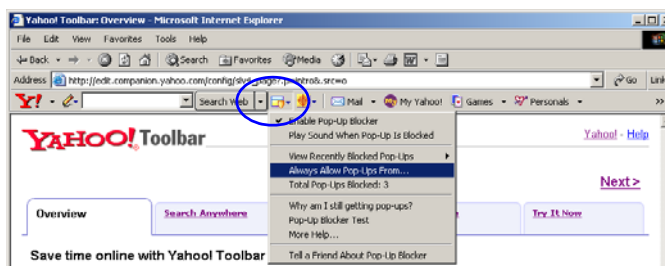 Yahoo! Toolbar: Overview - Microsoft Internet Explorer
File Edit View Favorites Tools Help
Back Search Favorites Media
Address http://edit.companion.yahoo.com/config/slvd_pager?.p=intro&.src=o Go Link
Y! Search Web Mail My Yahoo! Games Personals
YAHOO! Toolbar
Yahoo! - Help
Enable Pop-Up Blocker
Play Sound When Pop-Up Is Blocked
View Recently Blocked Pop-Ups
Always Allow Pop-Ups From...
Total Pop-Ups Blocked: 3
Why am I still getting pop-ups?
Pop-Up Blocker Test
More Help...
Tell a Friend About Pop-Up Blocker
Next >
Overview Search Anywhere Try It Now
Save time online with Yahoo! Toolbar